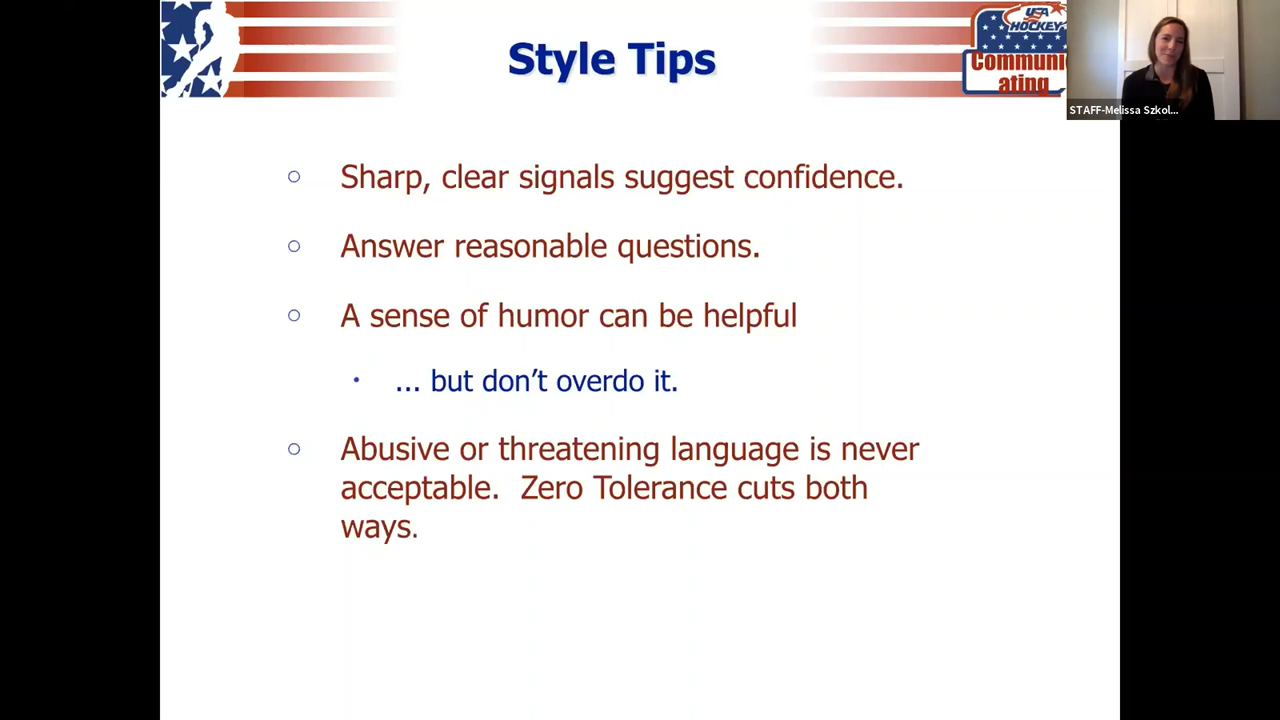 Style Tips
USA
HOCKEY
Communic
ating
STAFF-Melissa Szkol...
Sharp, clear signals suggest confidence.
Answer reasonable questions.
A sense of humor can be helpful
... but don’t overdo it.
Abusive or threatening language is never
acceptable.  Zero Tolerance cuts both
ways.